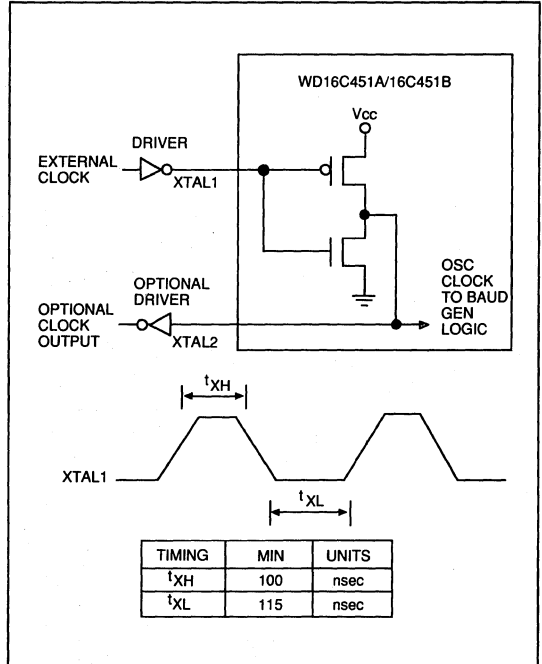 WD16C451A/16C451B
Vcc
DRIVER
EXTERNAL
CLOCK
XTAL1
OSC
CLOCK
TO BAUD
GEN
LOGIC
OPTIONAL
DRIVER
OPTIONAL
CLOCK
OUTPUT
XTAL2
tXH
XTAL1
tXL
TIMING MIN UNITS
tXH 100 nsec
tXL 115 nsec